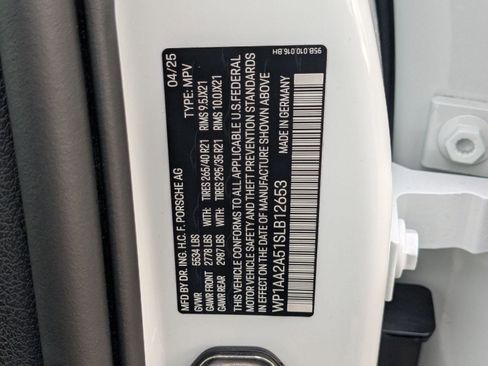 958.010.016.BH
04/25
MFD BY DR. ING. H.C. F. PORSCHE AG TYPE: MPV
GVWR 5534 LBS
GAWR FRONT 2778 LBS WITH: TIRES 265/40 R21 RIMS 9.5JX21
GAWR REAR 2987 LBS WITH: TIRES 295/35 R21 RIMS 10.0JX21
THIS VEHICLE CONFORMS TO ALL APPLICABLE U.S.FEDERAL
MOTOR VEHICLE SAFETY AND THEFT PREVENTION STANDARDS
IN EFFECT ON THE DATE OF MANUFACTURE SHOWN ABOVE
MADE IN GERMANY
WP1AA2A51SLB12653